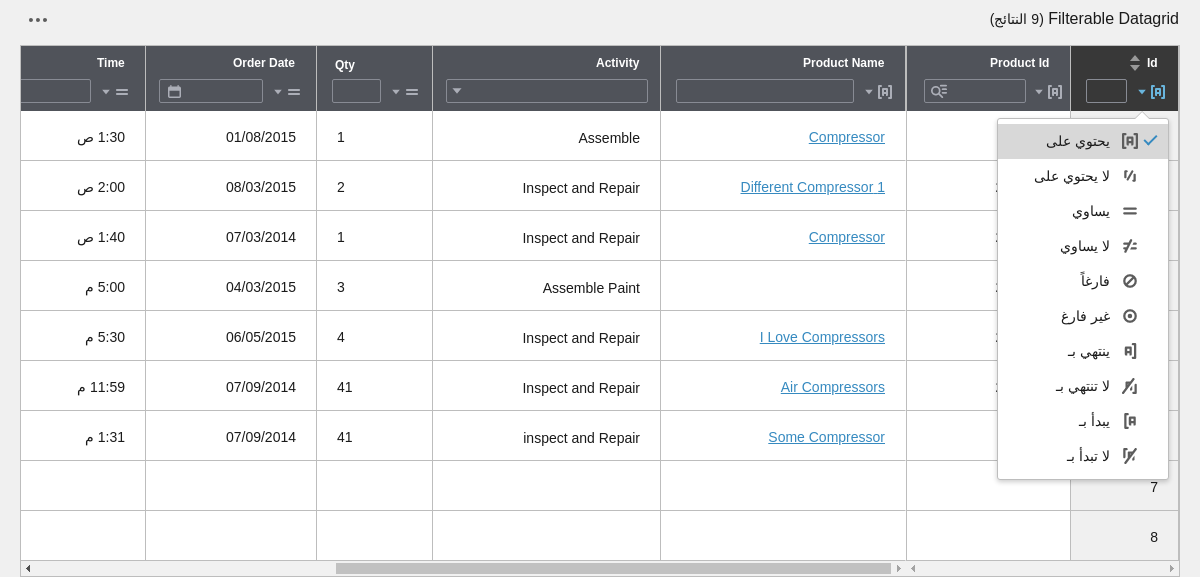 Filterable Datagrid (9 النتائج)
Id
Product Id
Product Name
Activity
Qty
Order Date
Time
Compressor
Assemble
1
01/08/2015
1:30 ص
Different Compressor 1
Inspect and Repair
2
08/03/2015
2:00 ص
Compressor
Inspect and Repair
1
07/03/2014
1:40 ص
Assemble Paint
3
04/03/2015
5:00 م
I Love Compressors
Inspect and Repair
4
06/05/2015
5:30 م
Air Compressors
Inspect and Repair
41
07/09/2014
11:59 م
Some Compressor
inspect and Repair
41
07/09/2014
1:31 م
7
8
يحتوي على
لا يحتوي على
يساوي
لا يساوي
فارغاً
غير فارغ
ينتهي بـ
لا تنتهي بـ
يبدأ بـ
لا تبدأ بـ